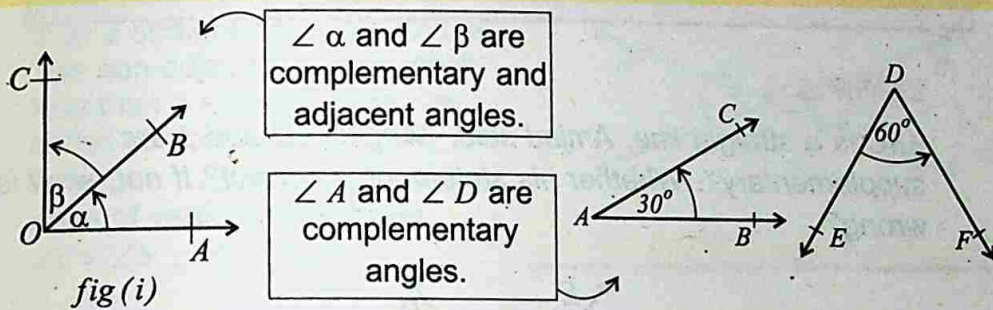 ∠ α and ∠ β are
complementary and
adjacent angles.
C
B
β
α
O
A
fig (i)
∠ A and ∠ D are
complementary
angles.
C
A
30°
B
D
60°
E
F